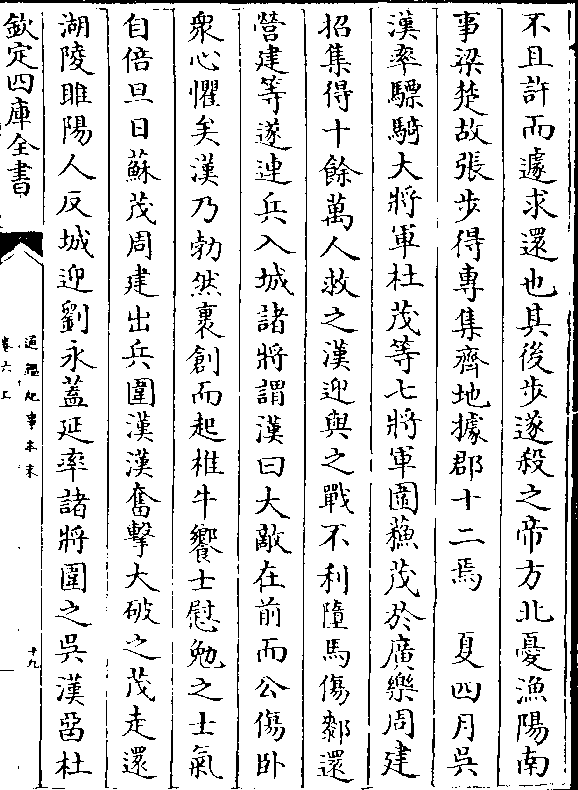 不且許而遽求還也其後步遂殺之帝方北憂漁陽南
事梁楚故張步得專集齊地據郡十二焉　夏四月吳
漢率驃騎大將軍杜茂等七將軍圍蘇茂於廣樂周建
招集得十餘萬人救之漢迎與之戰不利墮馬傷䣛還
營建等遂連兵入城諸將謂漢曰大敵在前而公傷卧
衆心懼矣漢乃勃然裹創而起椎牛饗士慰勉之士氣
自倍旦日蘇茂周建出兵圍漢漢奮擊大破之茂走還
湖陵睢陽人反城迎劉永蓋延率諸將圍之吳漢畱杜
欽定四庫全書
通鑑紀事本末
卷六上
十九